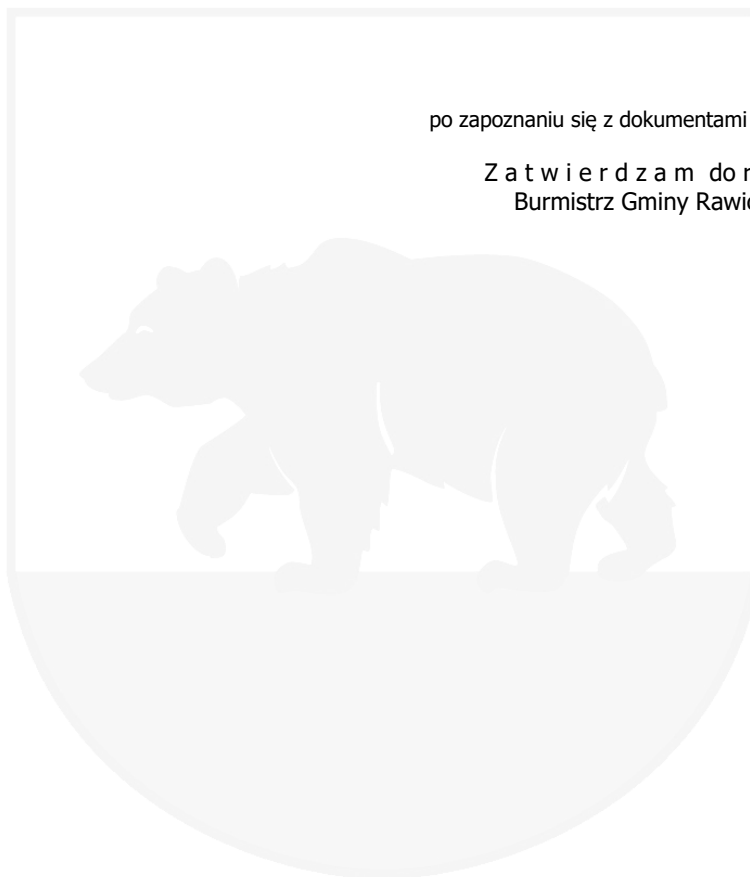 po zapoznaniu się z dokumentami
Z a t w i e r d z a m do
Burmistrz Gminy